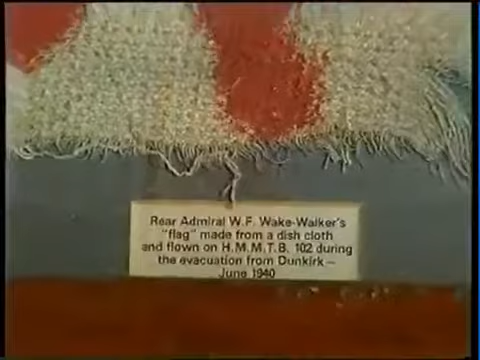 Rear Admiral W.F. Wake-Walker's
"flag" made from a dish cloth
and flown on H.M.M.T.B. 102 during
the evacuation from Dunkirk —
June 1940